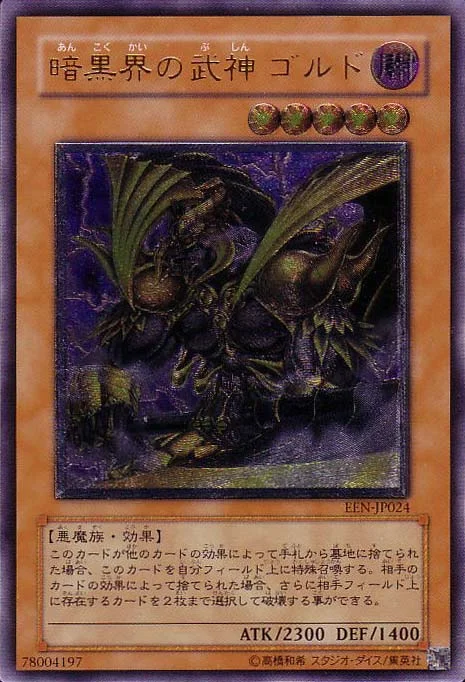 あん こく かい ぶ しん
暗黒界の武神 ゴルド
闇
EEN-JP024
【悪魔族・効果】
このカードが他のカードの効果によって手札から墓地に捨てられ
た場合、このカードを自分フィールド上に特殊召喚する。相手の
カードの効果によって捨てられた場合、さらに相手フィールド上
に存在するカードを2枚まで選択して破壊する事ができる。
ATK/2300 DEF/1400
78004197
©高橋和希 スタジオ・ダイス/集英社